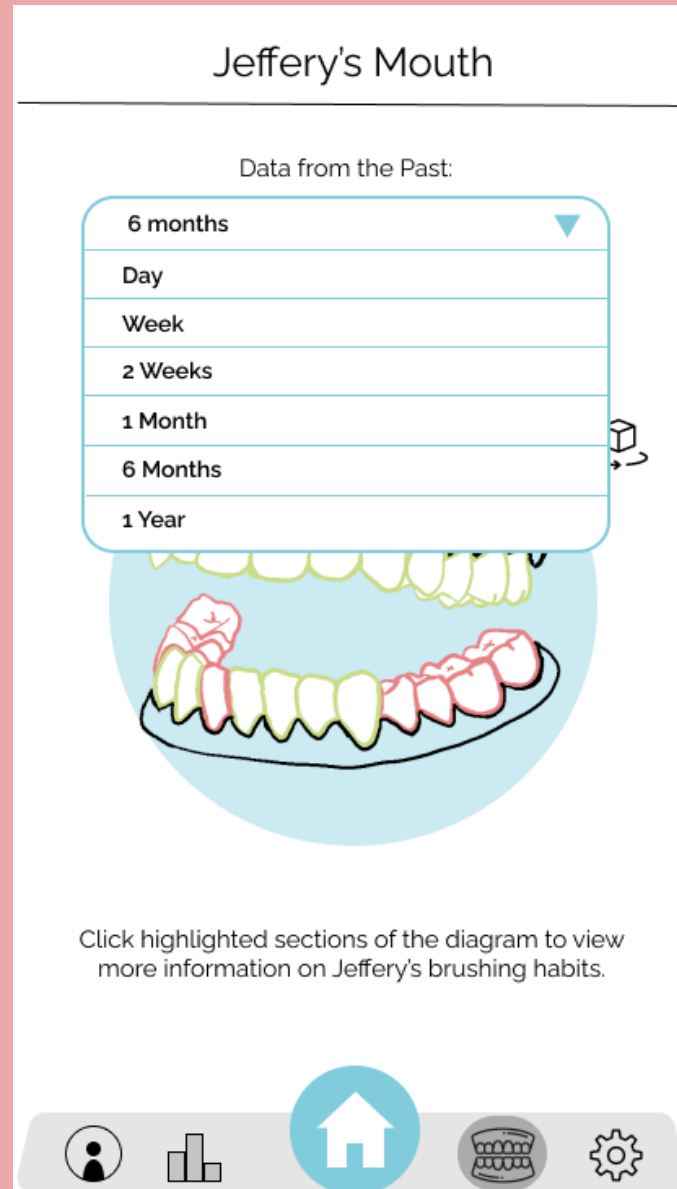 Jeffery's Mouth
Data from the Past:
6 months
Day
Week
2 Weeks
1 Month
6 Months
1 Year
Click highlighted sections of the diagram to view
more information on Jeffery's brushing habits.